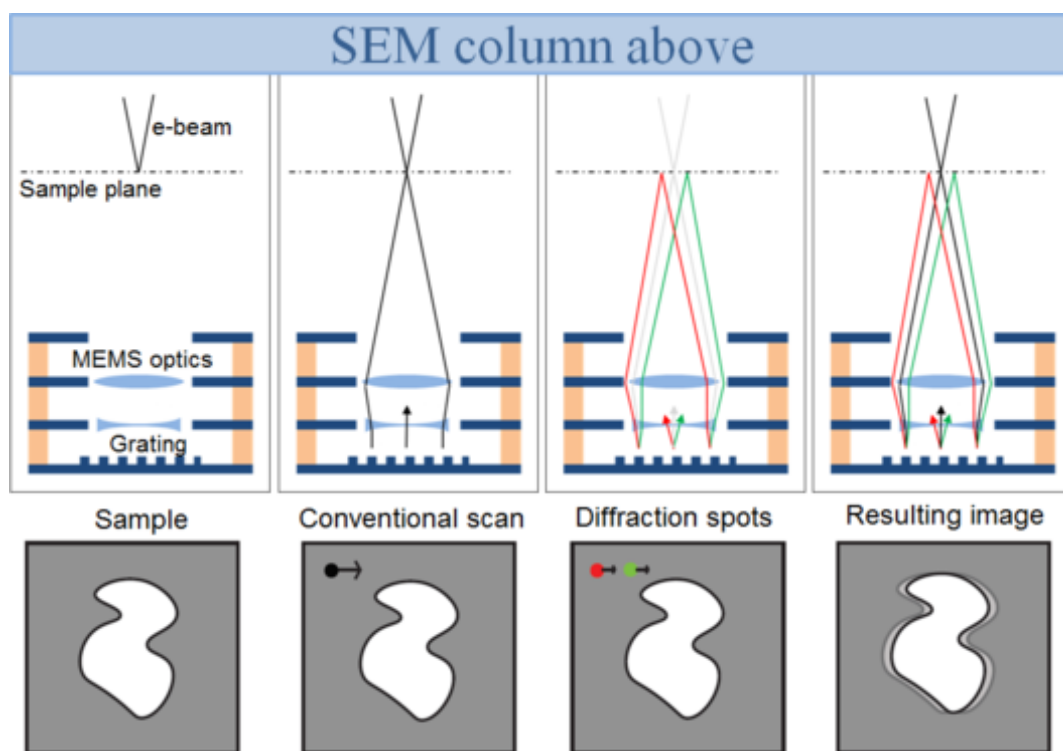 SEM column above
e-beam
Sample plane
MEMS optics
Grating
Sample
Conventional scan
Diffraction spots
Resulting image